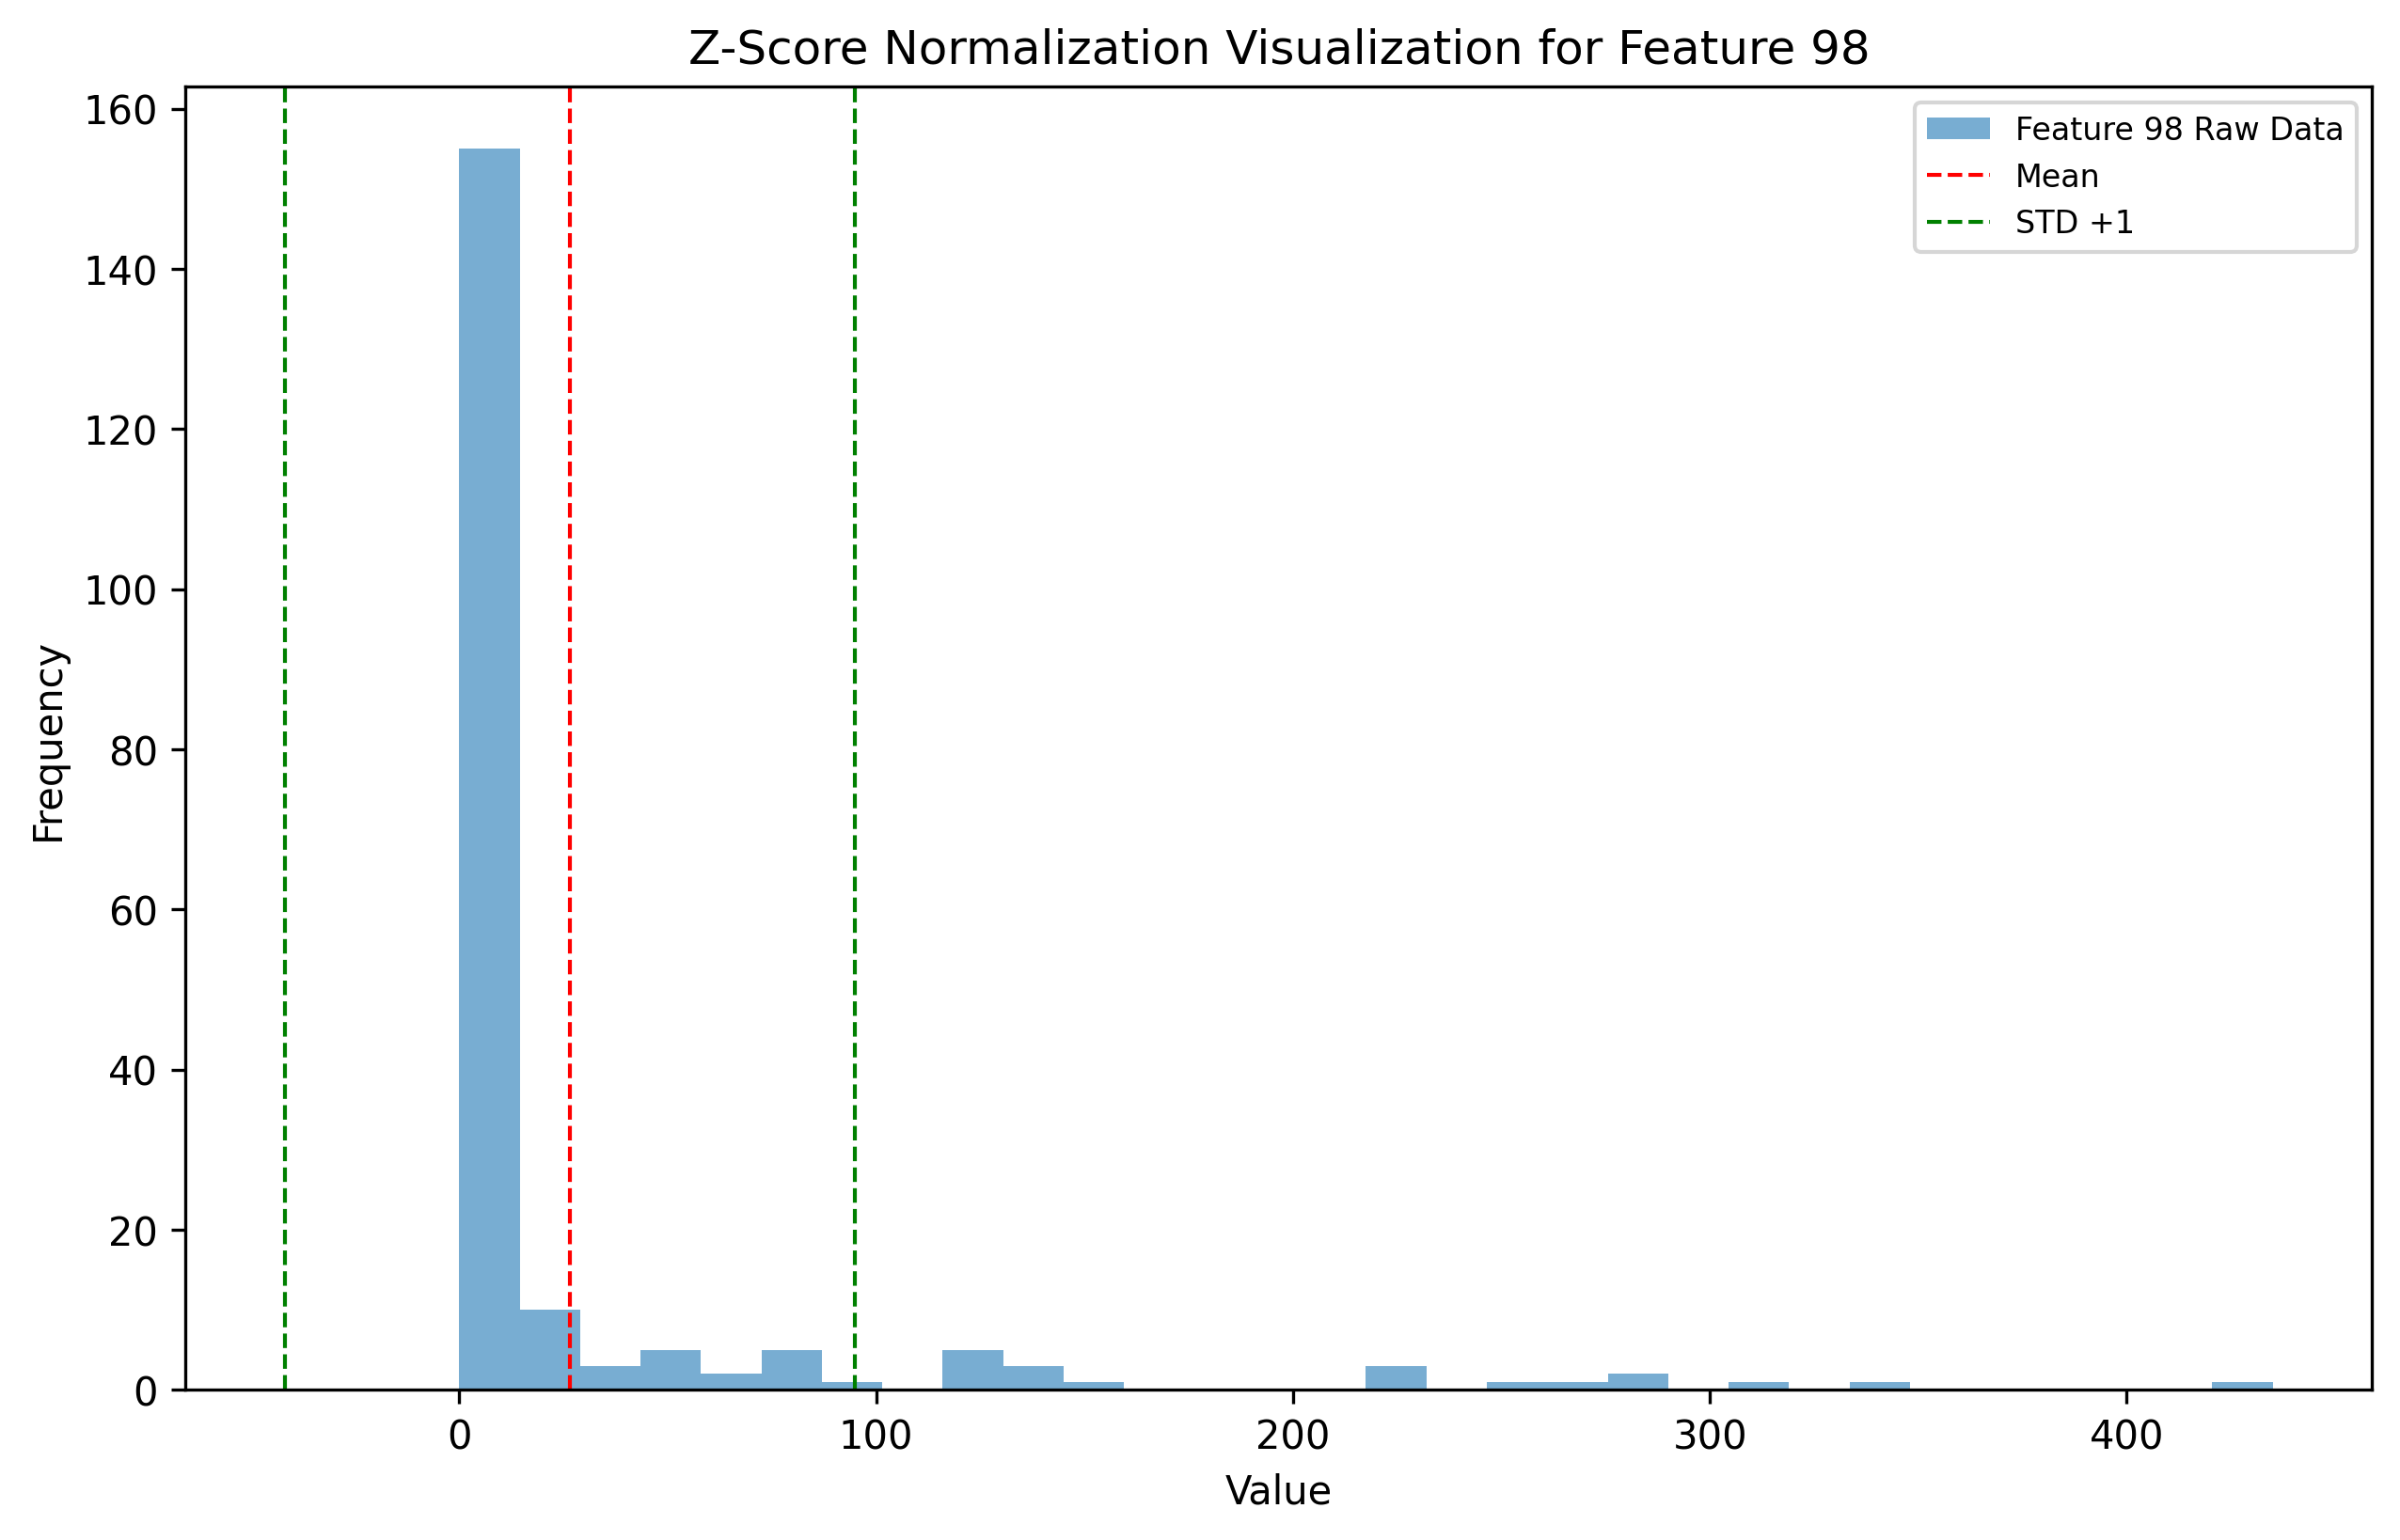 Z-Score Normalization Visualization for Feature 98
Feature 98 Raw Data
Mean
STD +1
160
140
120
100
80
60
40
20
0
Frequency
0 100 200 300 400
Value